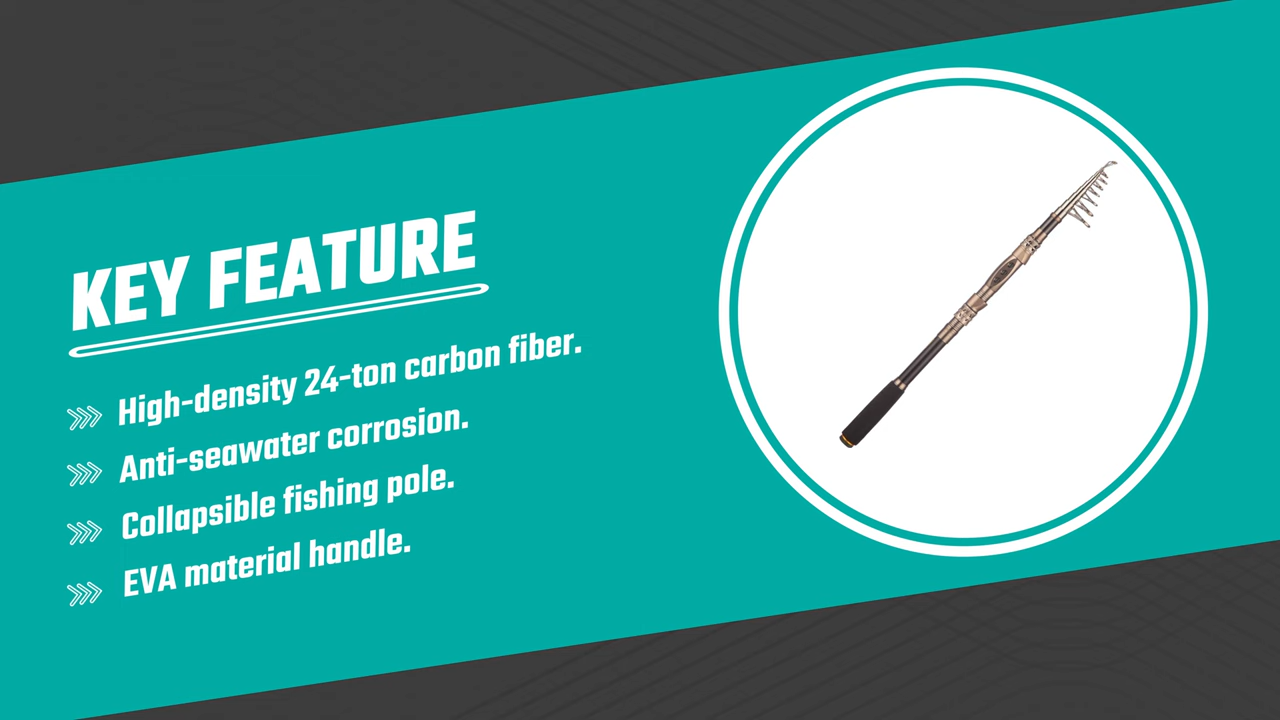 KEY FEATURE
High-density 24-ton carbon fiber.
Anti-seawater corrosion.
Collapsible fishing pole.
EVA material handle.